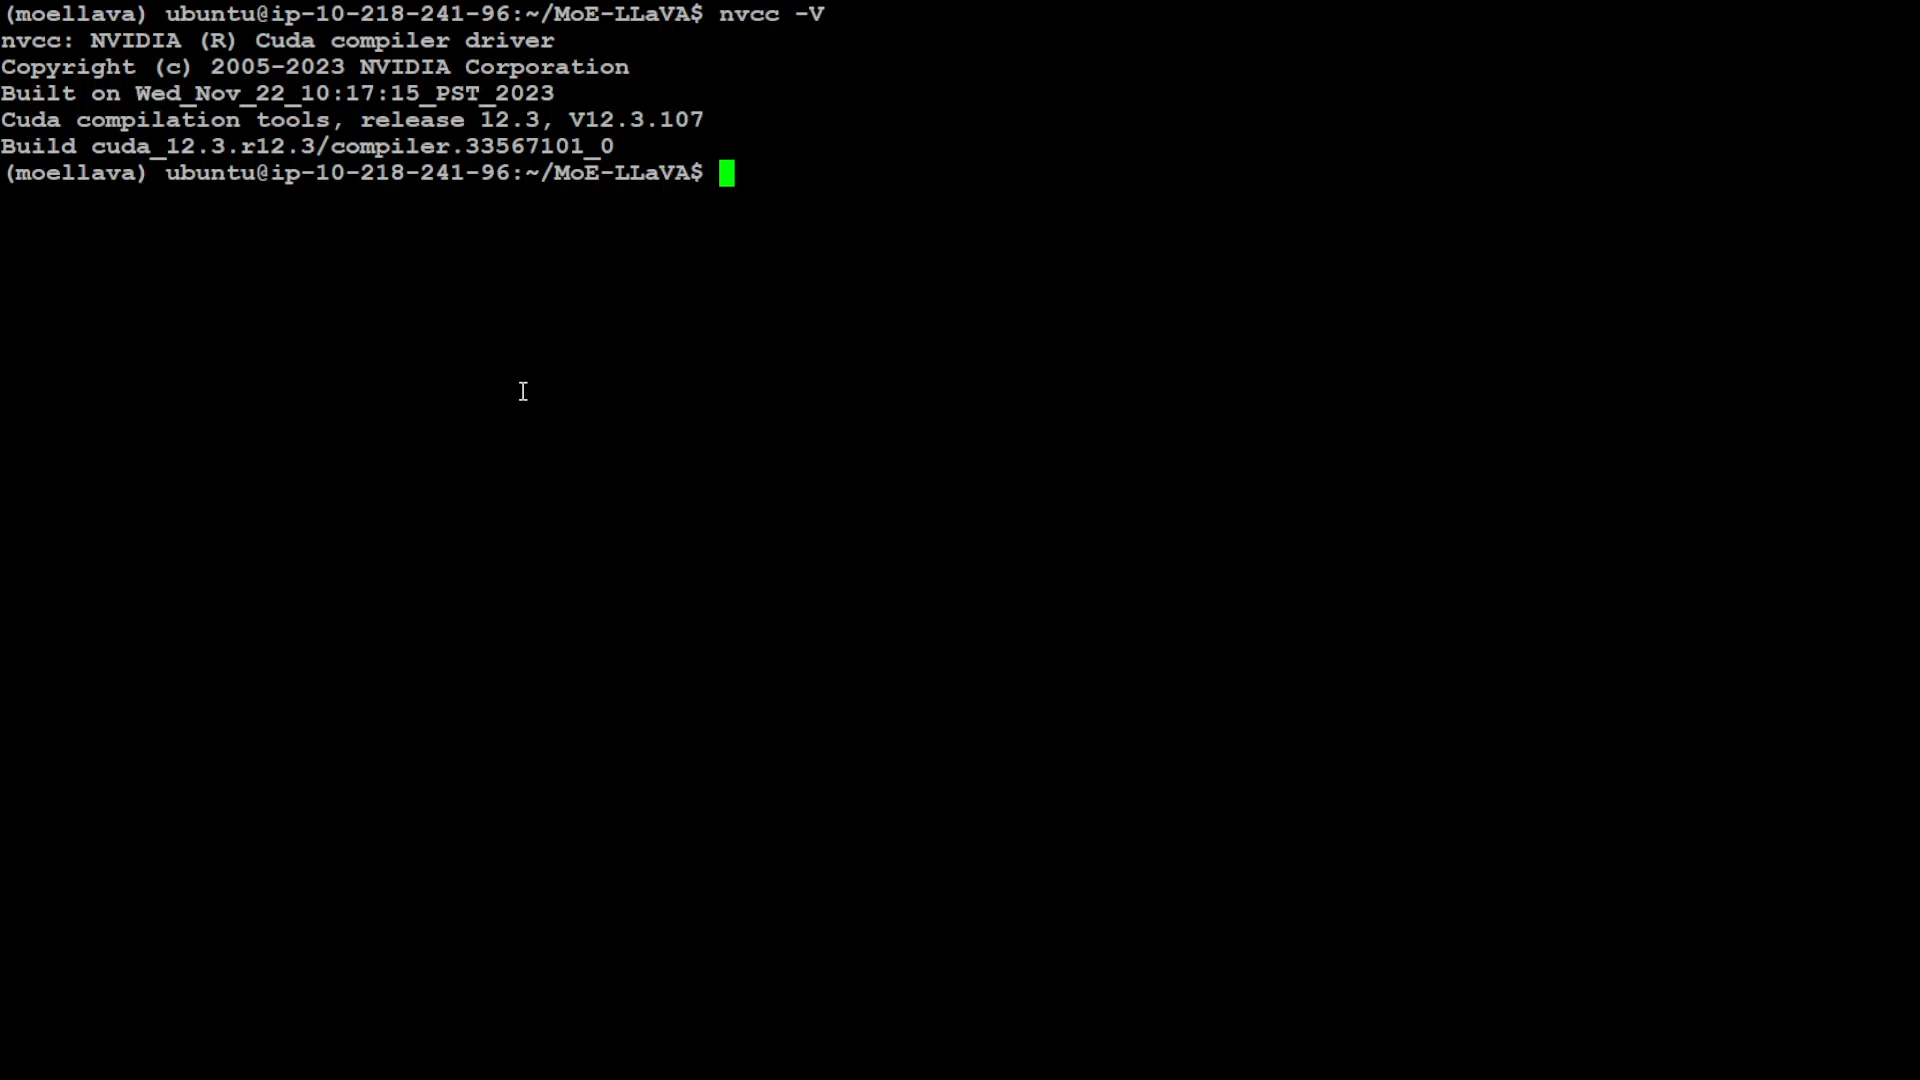 (moellava) ubuntu@ip-10-218-241-96:~/MoE-LLaVA$ nvcc -V
nvcc: NVIDIA (R) Cuda compiler driver
Copyright (c) 2005-2023 NVIDIA Corporation
Built on Wed_Nov_22_10:17:15_PST_2023
Cuda compilation tools, release 12.3, V12.3.107
Build cuda_12.3.r12.3/compiler.33567101_0
(moellava) ubuntu@ip-10-218-241-96:~/MoE-LLaVA$